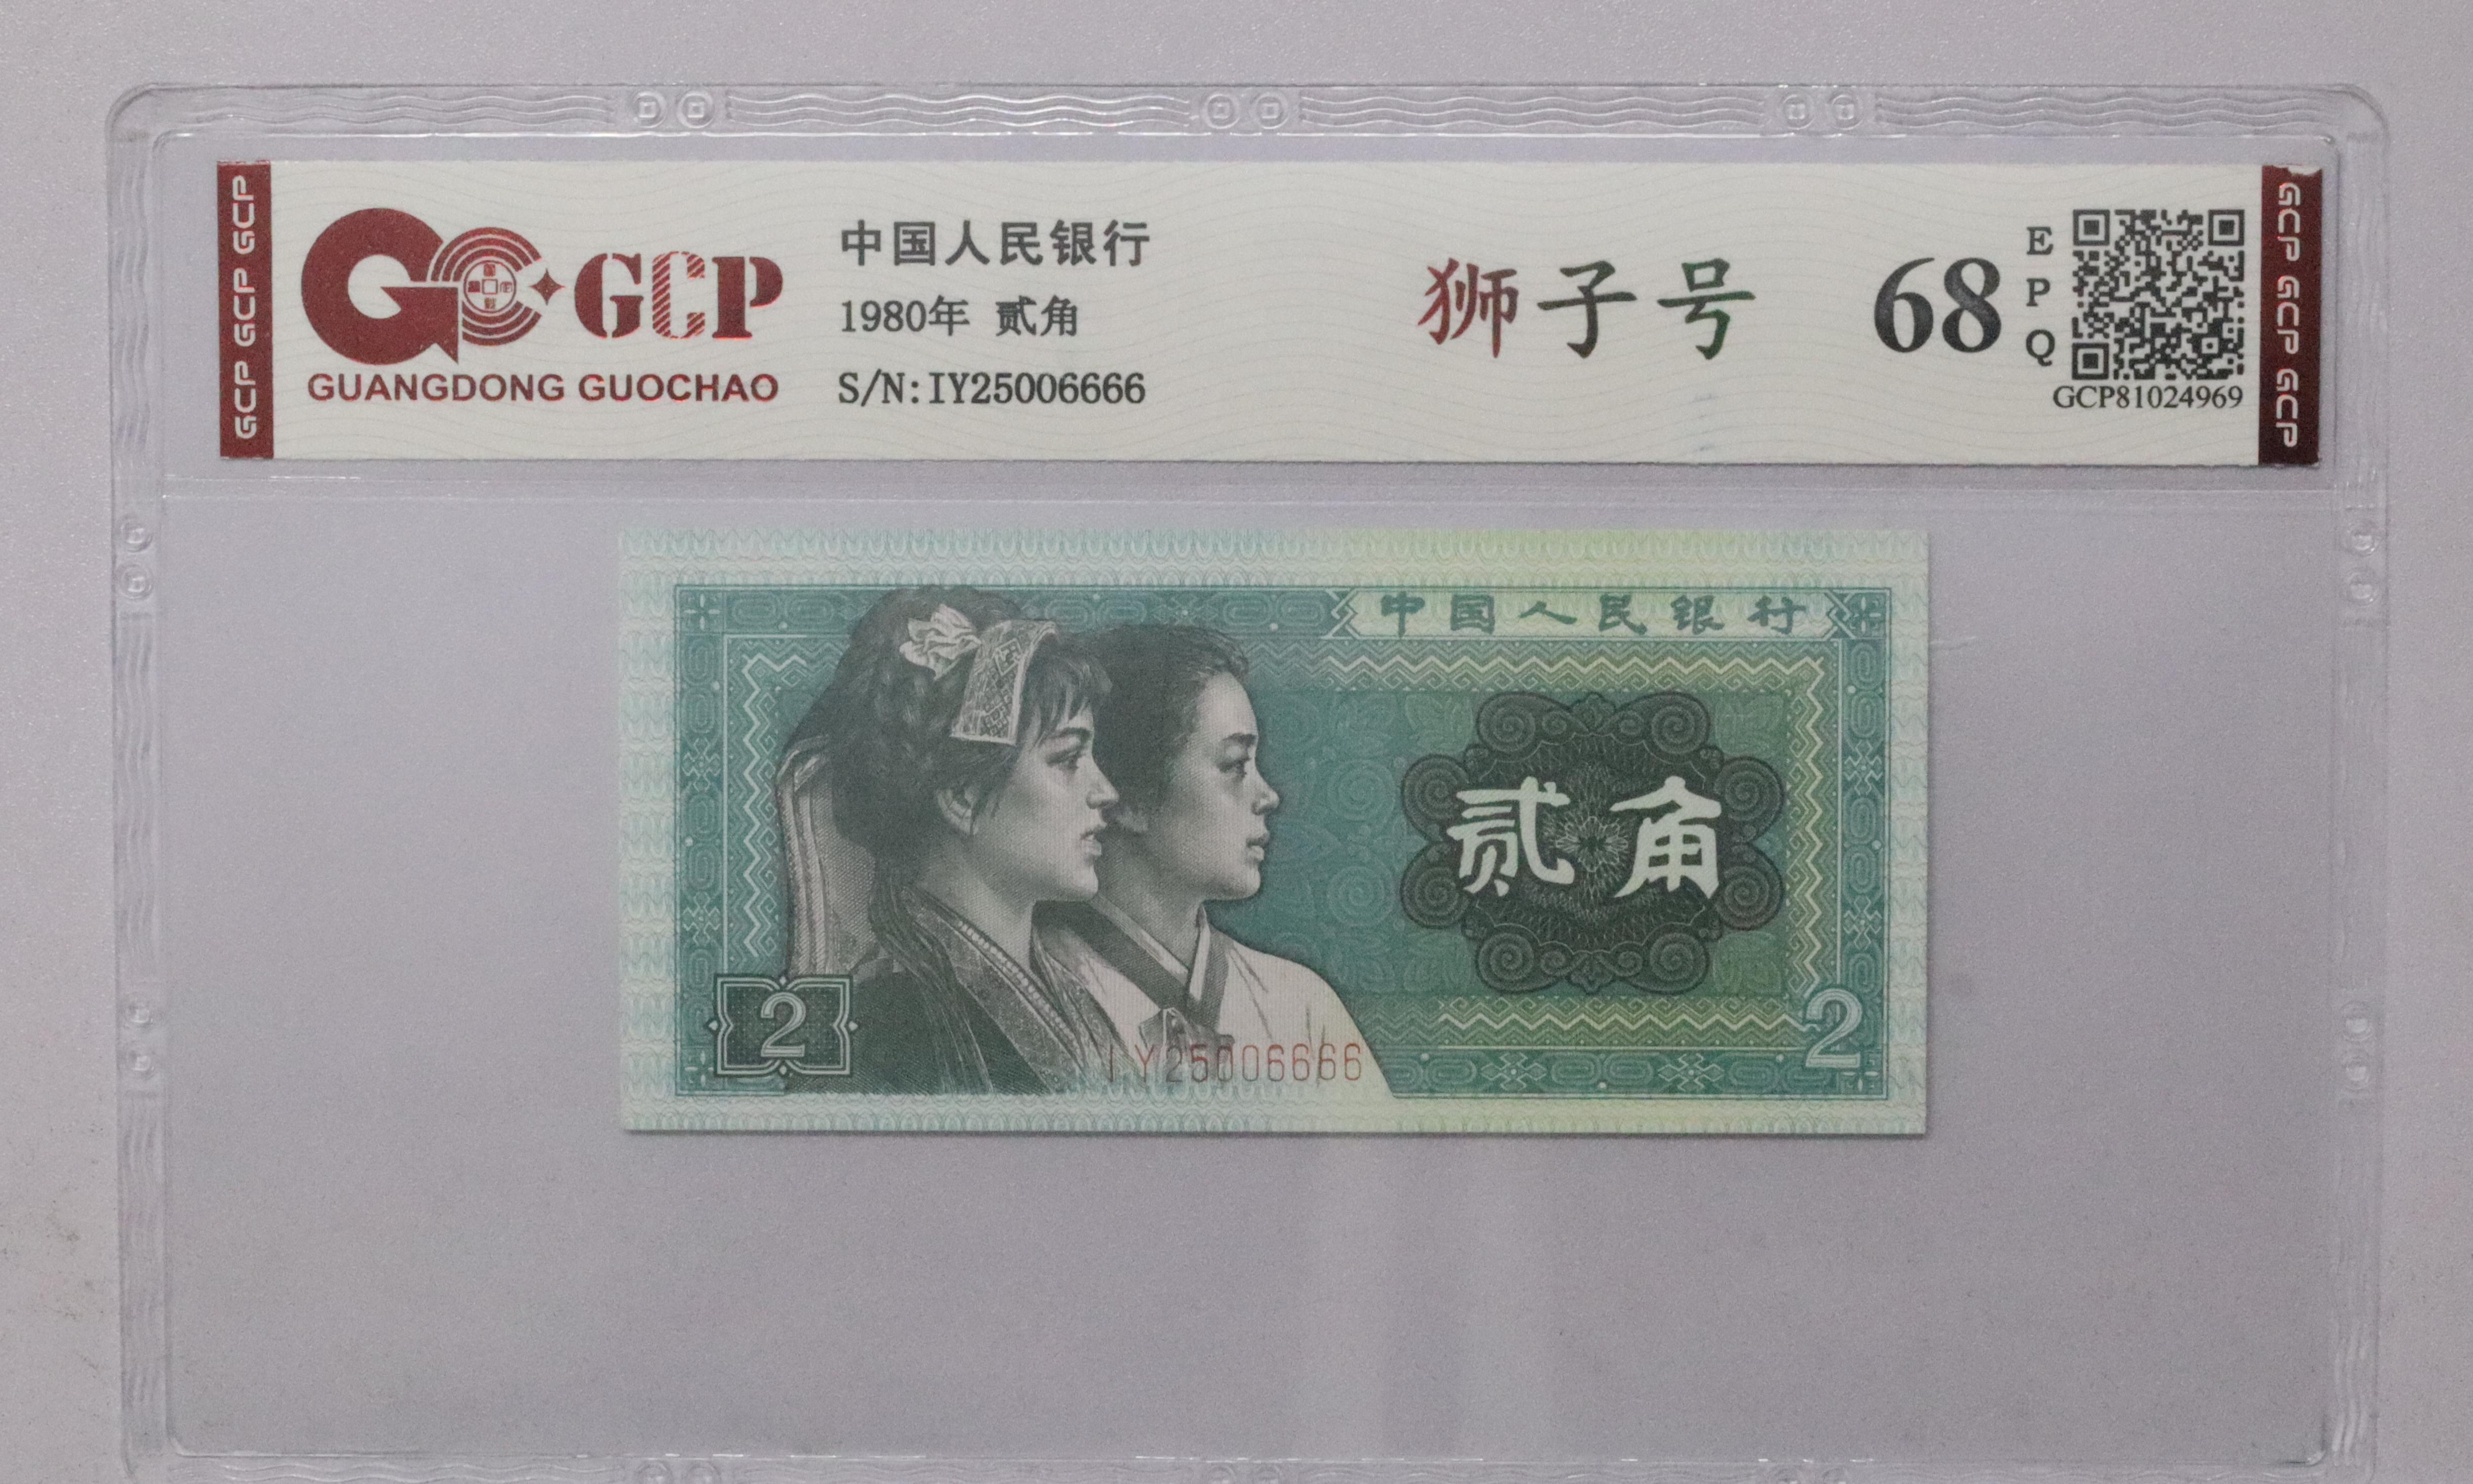 GCP GCP GCP
GCP
GUANGDONG GUOCHAO
中国人民银行
1980年 贰角
S/N:IY25006666
狮子号
68
EPQ
GCP81024969
GCP GCP GCP
中国人民银行
贰角
2
IY25006666
2